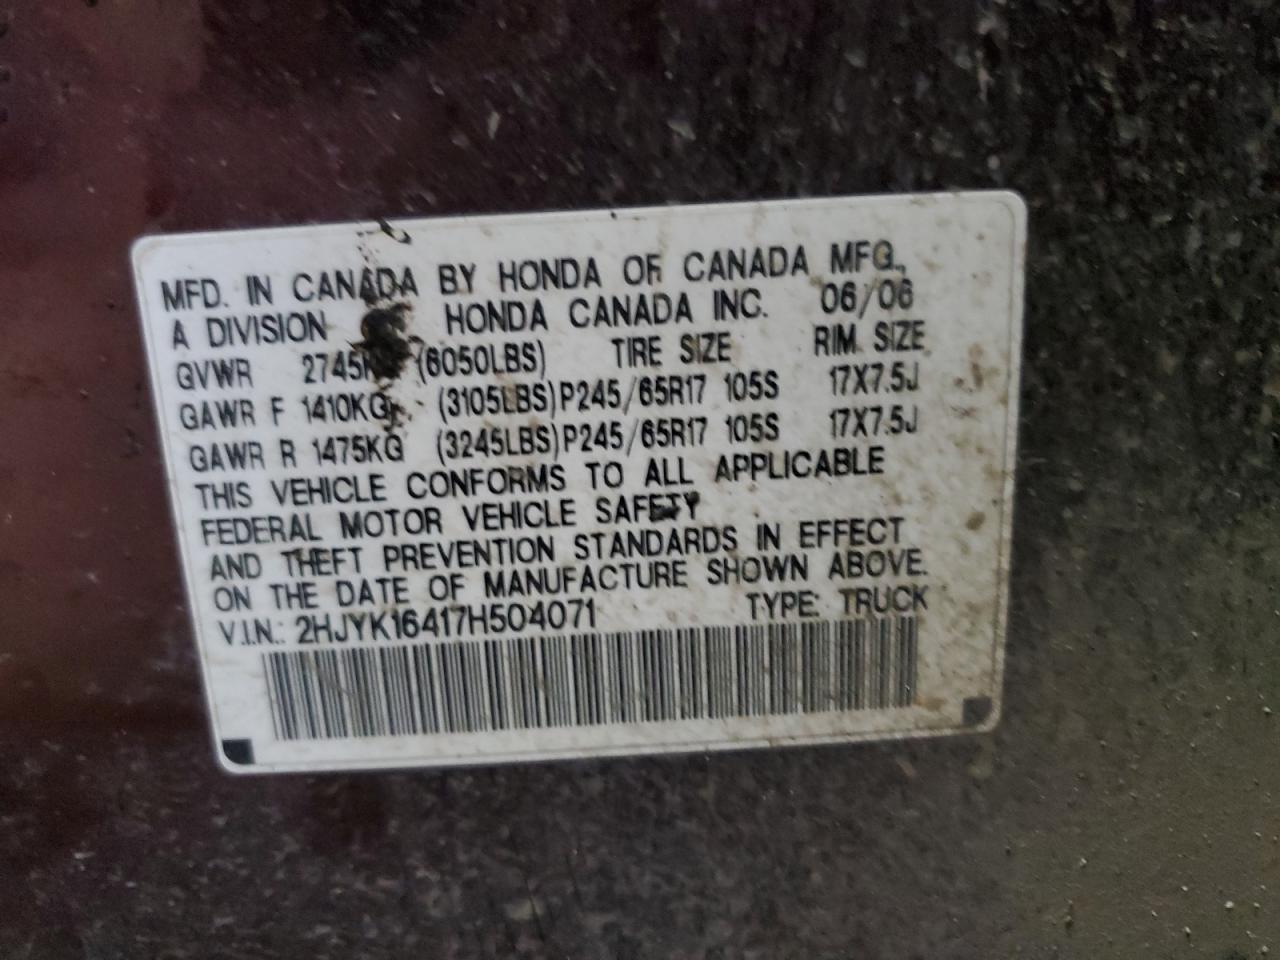 MFD. IN CANADA BY HONDA OF CANADA MFG.,
A DIVISION OF HONDA CANADA INC. 06/06
GVWR 2745KG (6050LBS) TIRE SIZE RIM SIZE
GAWR F 1410KG (3105LBS) P245/65R17 105S 17X7.5J
GAWR R 1475KG (3245LBS) P245/65R17 105S 17X7.5J
THIS VEHICLE CONFORMS TO ALL APPLICABLE
FEDERAL MOTOR VEHICLE SAFETY
AND THEFT PREVENTION STANDARDS IN EFFECT
ON THE DATE OF MANUFACTURE SHOWN ABOVE.
V.I.N.: 2HJYK16417H504071 TYPE: TRUCK